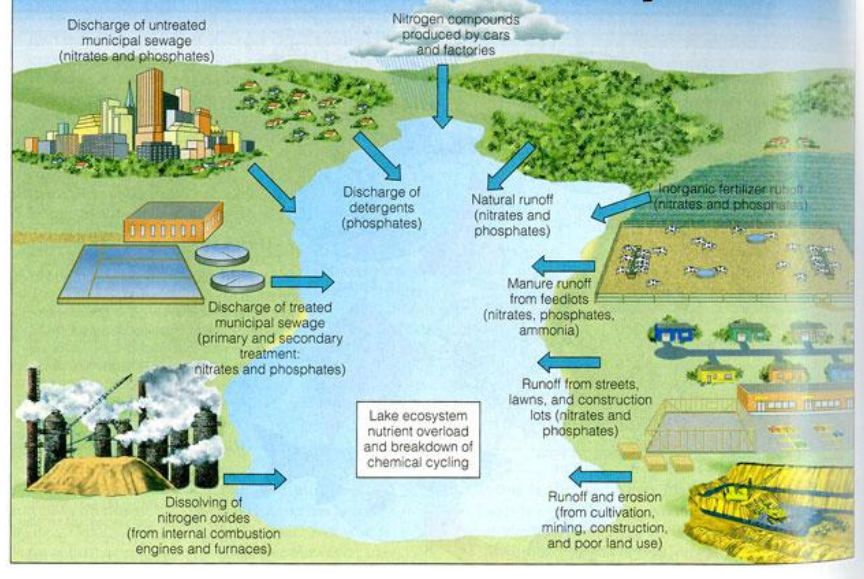 Discharge of untreated
municipal sewage
(nitrates and phosphates)
Nitrogen compounds
produced by cars
and factories
Discharge of
detergents
(phosphates)
Natural runoff
(nitrates and
phosphates)
Inorganic fertilizer runoff
(nitrates and phosphates)
Discharge of treated
municipal sewage
(primary and secondary
treatment:
nitrates and phosphates)
Manure runoff
from feedlots
(nitrates, phosphates,
ammonia)
Runoff from streets,
lawns, and construction
lots (nitrates and
phosphates)
Lake ecosystem
nutrient overload
and breakdown of
chemical cycling
Dissolving of
nitrogen oxides
(from internal combustion
engines and furnaces)
Runoff and erosion
(from cultivation,
mining, construction,
and poor land use)